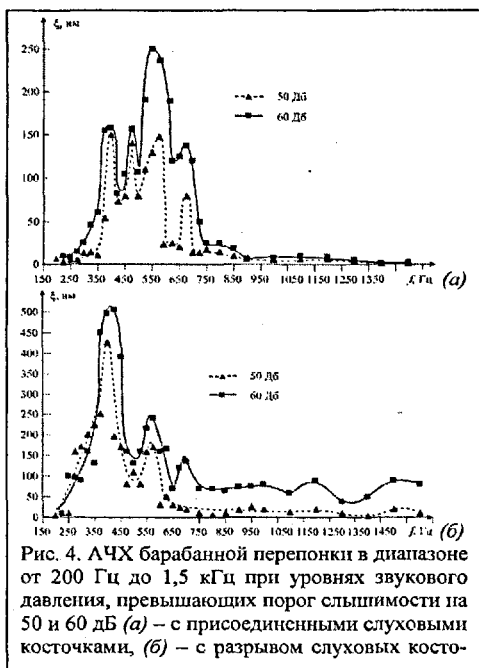 ξ, нм
250
200
150
100
50
0
50 Дб
60 Дб
150 250 350 450 550 650 750 850 950 1050 1150 1250 1350 1450 f, Гц (а)
ξ, нм
500
450
400
350
300
250
200
150
100
50
0
50 Дб
60 Дб
150 250 350 450 550 650 750 850 950 1050 1150 1250 1350 1450 f, Гц (б)
Рис. 4. АЧХ барабанной перепонки в диапазоне
от 200 Гц до 1,5 кГц при уровнях звукового
давления, превышающих порог слышимости на
50 и 60 дБ (а) – с присоединенными слуховыми
косточками, (б) – с разрывом слуховых косто-